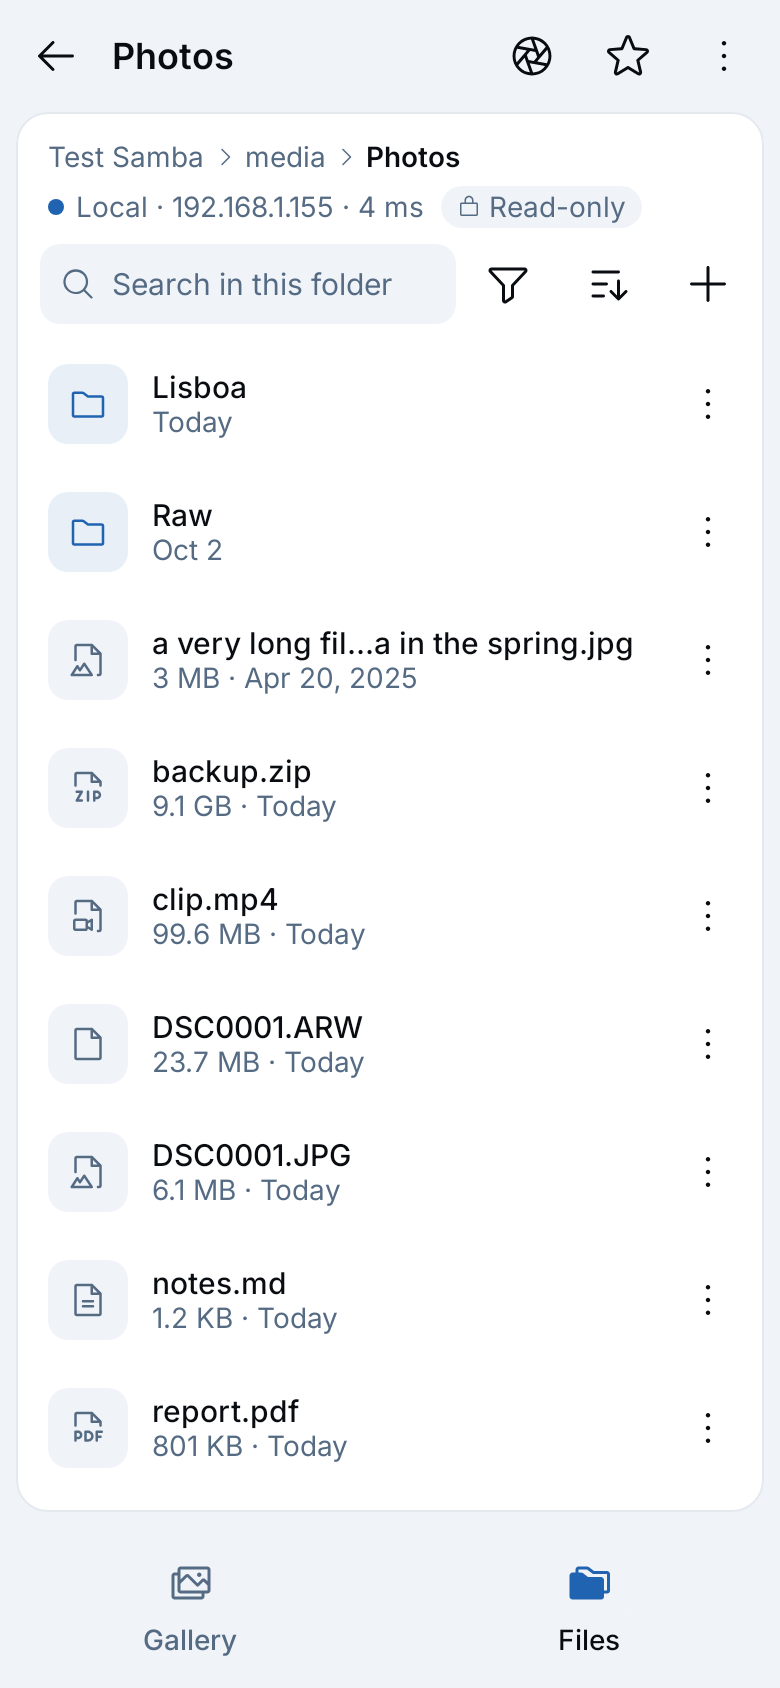 Photos
Test Samba > media > Photos
Local · 192.168.1.155 · 4 ms Read-only
Search in this folder
Lisboa
Today
Raw
Oct 2
a very long fil...a in the spring.jpg
3 MB · Apr 20, 2025
ZIP
backup.zip
9.1 GB · Today
clip.mp4
99.6 MB · Today
DSC0001.ARW
23.7 MB · Today
DSC0001.JPG
6.1 MB · Today
notes.md
1.2 KB · Today
PDF
report.pdf
801 KB · Today
Gallery
Files